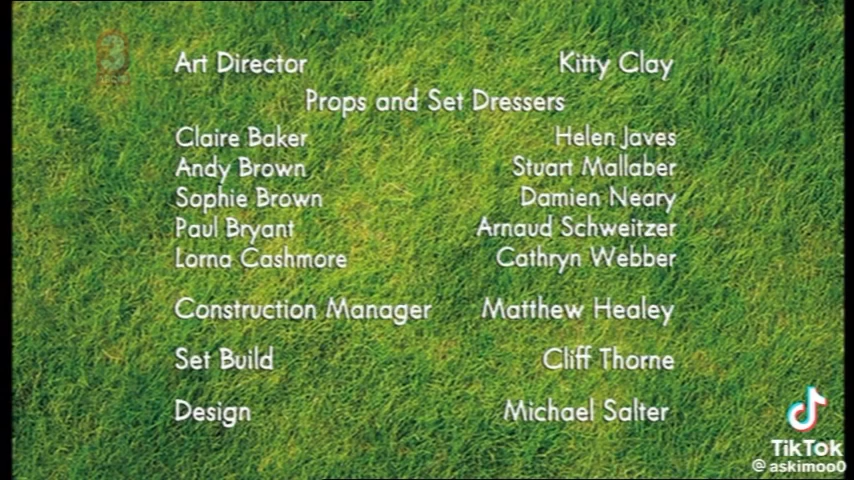 3
Art Director Kitty Clay
Props and Set Dressers
Claire Baker Helen Javes
Andy Brown Stuart Mallaber
Sophie Brown Damien Neary
Paul Bryant Arnaud Schweitzer
Lorna Cashmore Cathryn Webber
Construction Manager Matthew Healey
Set Build Cliff Thorne
Design Michael Salter
TikTok
@askimoo0